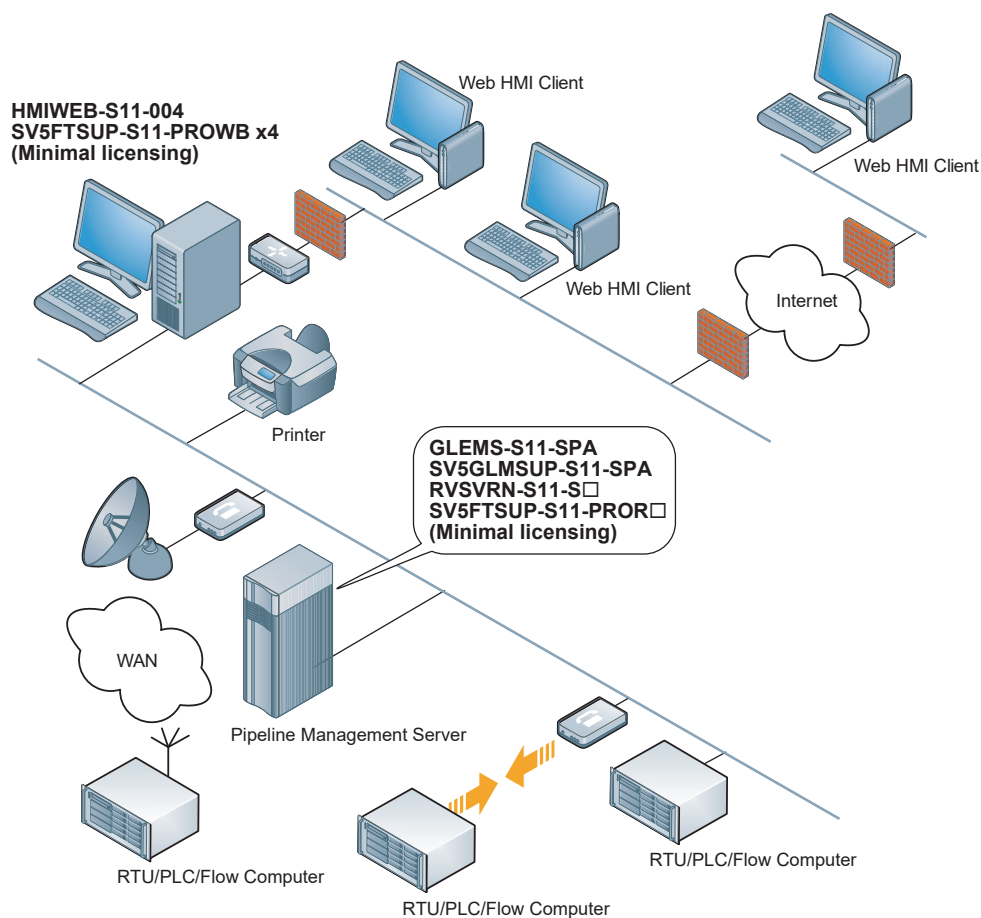 Web HMI Client
HMIWEB-S11-004
SV5FTSUP-S11-PROWB x4
(Minimal licensing)
Web HMI Client
Web HMI Client
Internet
Printer
GLEMS-S11-SPA
SV5GLMSUP-S11-SPA
RVSVRN-S11-S□
SV5FTSUP-S11-PROR□
(Minimal licensing)
WAN
Pipeline Management Server
RTU/PLC/Flow Computer
RTU/PLC/Flow Computer
RTU/PLC/Flow Computer